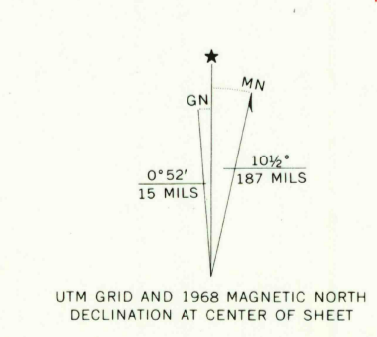 ★
MN
GN
10½°
187 MILS
0°52'
15 MILS
UTM GRID AND 1968 MAGNETIC NORTH
DECLINATION AT CENTER OF SHEET